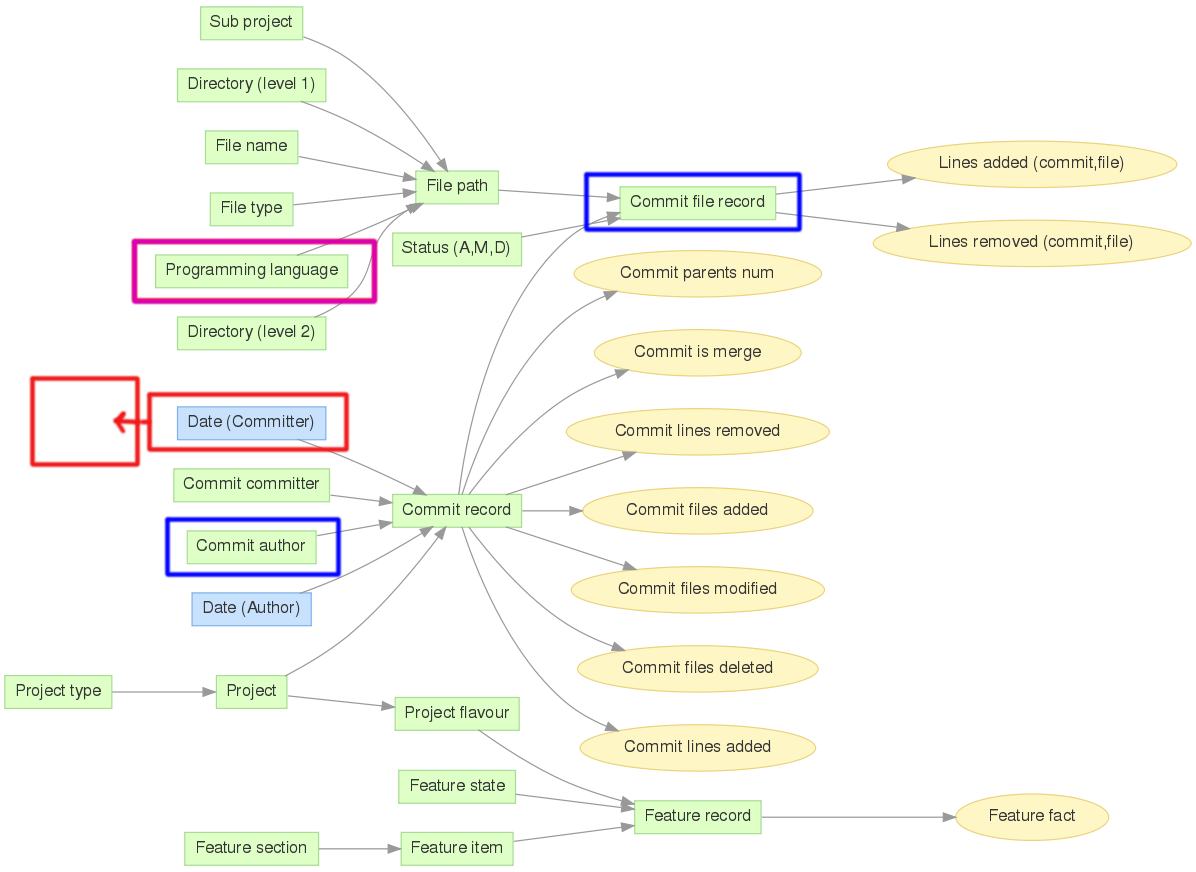 Sub project
Directory (level 1)
File name
File type
Programming language
Directory (level 2)
File path
Status (A,M,D)
Commit file record
Lines added (commit,file)
Lines removed (commit,file)
Date (Committer)
Commit committer
Commit author
Date (Author)
Commit record
Commit parents num
Commit is merge
Commit lines removed
Commit files added
Commit files modified
Commit files deleted
Commit lines added
Project type
Project
Project flavour
Feature state
Feature section
Feature item
Feature record
Feature fact